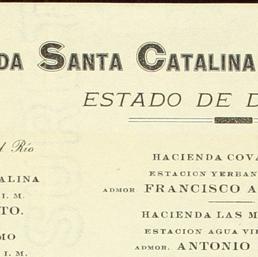 DA SANTA CATALINA
ESTADO DE D
l Río
ALINA
I. M.
TO.
MO
I. M.
HACIENDA COVA
ESTACION YERBAN
ADMOR FRANCISCO A
HACIENDA LAS M
ESTACION AGUA VIE
ADMOR. ANTONIO